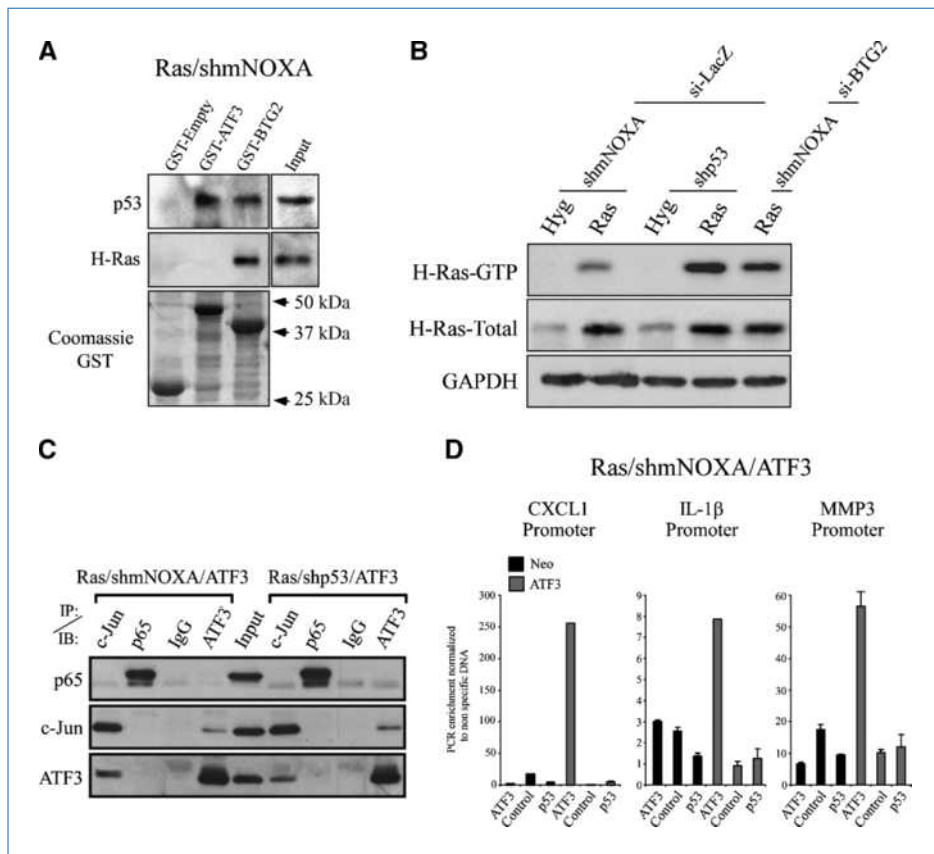 A
Ras/shmNOXA
GST-Empty
GST-ATF3
GST-BTG2
Input
p53
H-Ras
Coomassie
GST
50 kDa
37 kDa
25 kDa
B
si-LacZ
si-BTG2
shmNOXA
shp53
shmNOXA
Hyg
Ras
Hyg
Ras
Ras
H-Ras-GTP
H-Ras-Total
GAPDH
C
Ras/shmNOXA/ATF3
Ras/shp53/ATF3
IP:
IB:
c-Jun
p65
IgG
ATF3
Input
c-Jun
p65
IgG
ATF3
p65
c-Jun
ATF3
D
Ras/shmNOXA/ATF3
CXCL1
Promoter
IL-1β
Promoter
MMP3
Promoter
Neo
ATF3
PCR enrichment normalized
to non specific DNA
300
250
200
150
100
50
0
ATF3
Control
p53
ATF3
Control
p53
9
8
7
6
5
4
3
2
1
0
ATF3
Control
p53
ATF3
Control
p53
60
50
40
30
20
10
0
ATF3
Control
p53
ATF3
Control
p53